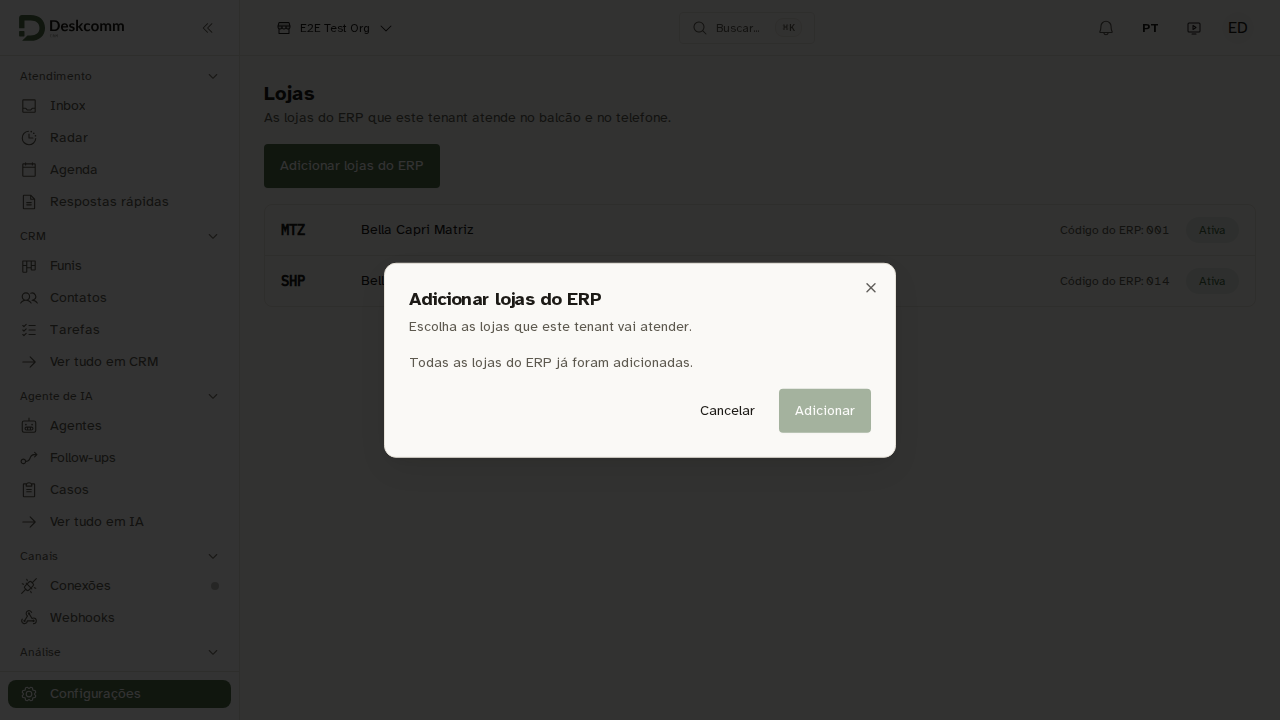 Deskcomm
E2E Test Org
Buscar...
⌘K
PT
ED
Atendimento
Inbox
Radar
Agenda
Respostas rápidas
CRM
Funis
Contatos
Tarefas
Ver tudo em CRM
Agente de IA
Agentes
Follow-ups
Casos
Ver tudo em IA
Canais
Conexões
Webhooks
Análise
Configurações
Lojas
As lojas do ERP que este tenant atende no balcão e no telefone.
Adicionar lojas do ERP
MTZ Bella Capri Matriz Código do ERP: 001 Ativa
SHP Código do ERP: 014 Ativa
Adicionar lojas do ERP
Escolha as lojas que este tenant vai atender.
Todas as lojas do ERP já foram adicionadas.
Cancelar
Adicionar